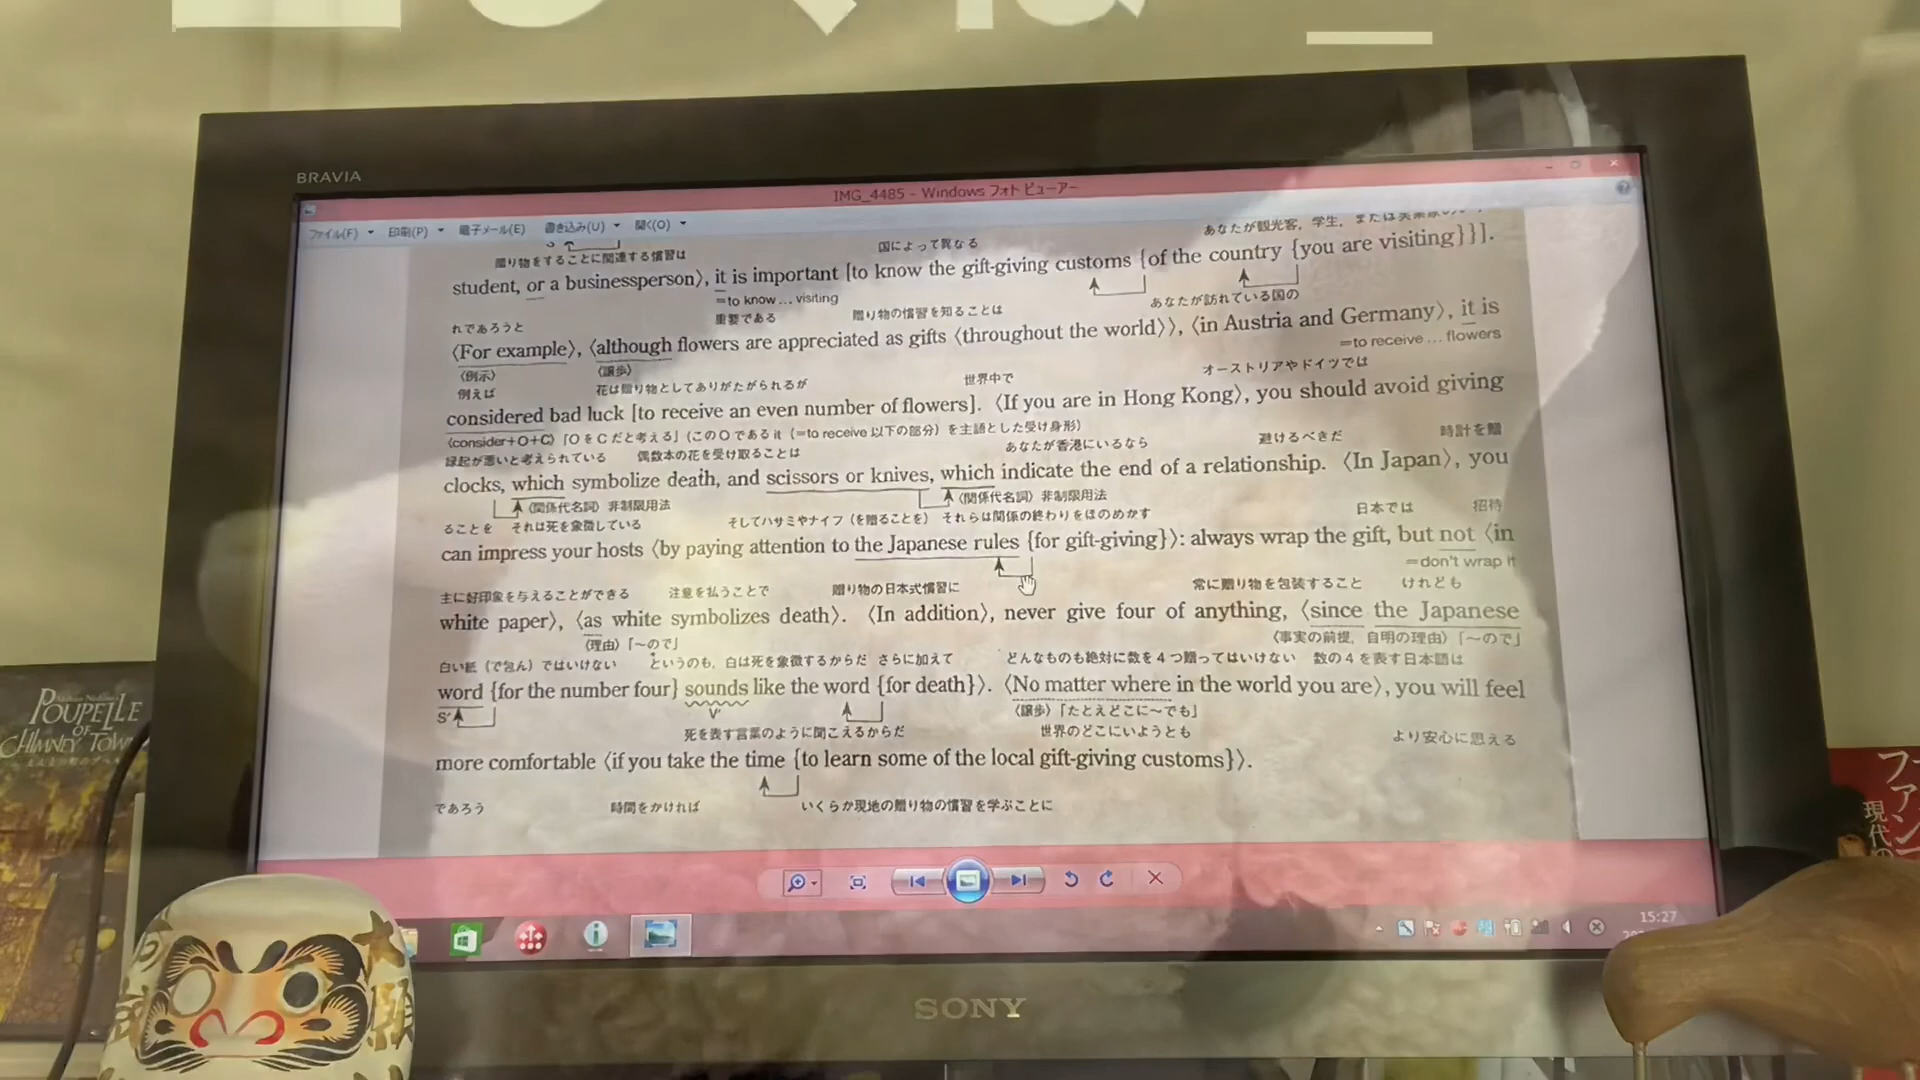 BRAVIA
IMG_4485 - Windows フォト ビューアー
ファイル(F) 印刷(P) 電子メール(E) 書き込み(U) 開く(O)
贈り物をすることに関連する慣習は 国によって異なる あなたが観光客，学生，または
student, or a businessperson〉, it is important [to know the gift-giving customs {of the country {you are visiting}}].
=to know … visiting あなたが訪れている国の
れであろうと 重要である 贈り物の慣習を知ることは
〈For example〉, 〈although flowers are appreciated as gifts 〈throughout the world〉〉, 〈in Austria and Germany〉, it is
〈例示〉 〈譲歩〉 =to receive … flowers
例えば 花は贈り物としてありがたがられるが 世界中で オーストリアやドイツでは
considered bad luck [to receive an even number of flowers]. 〈If you are in Hong Kong〉, you should avoid giving
〈consider+O+C〉「OをCだと考える」(このOであるit（=to receive 以下の部分）を主語とした受け身形)
縁起が悪いと考えられている 偶数本の花を受け取ることは あなたが香港にいるなら 避けるべきだ 時計を贈
clocks, which symbolize death, and scissors or knives, which indicate the end of a relationship. 〈In Japan〉, you
〈関係代名詞〉非制限用法 〈関係代名詞〉非制限用法
ることを それは死を象徴している そしてハサミやナイフ（を贈ることを） それらは関係の終わりをほのめかす 日本では 招待
can impress your hosts 〈by paying attention to the Japanese rules {for gift-giving}〉: always wrap the gift, but not 〈in
=don't wrap it
主に好印象を与えることができる 注意を払うことで 贈り物の日本式慣習に 常に贈り物を包装すること けれども
white paper〉, 〈as white symbolizes death〉. 〈In addition〉, never give four of anything, 〈since the Japanese
〈理由〉「〜ので」 〈事実の前提，自明の理由〉「〜ので」
白い紙（で包ん）ではいけない というのも，白は死を象徴するからだ さらに加えて どんなものも絶対に数を４つ贈ってはいけない 数の４を表す日本語は
word {for the number four} sounds like the word {for death}〉. 〈No matter where in the world you are〉, you will feel
S' V' 〈譲歩〉「たとえどこに〜でも」
死を表す言葉のように聞こえるからだ 世界のどこにいようとも より安心に思える
more comfortable 〈if you take the time {to learn some of the local gift-giving customs}〉.
であろう 時間をかければ いくらか現地の贈り物の慣習を学ぶことに
15:27
SONY
POUPELLE
OF
CHIMNEY TOWN
ファン
現代の